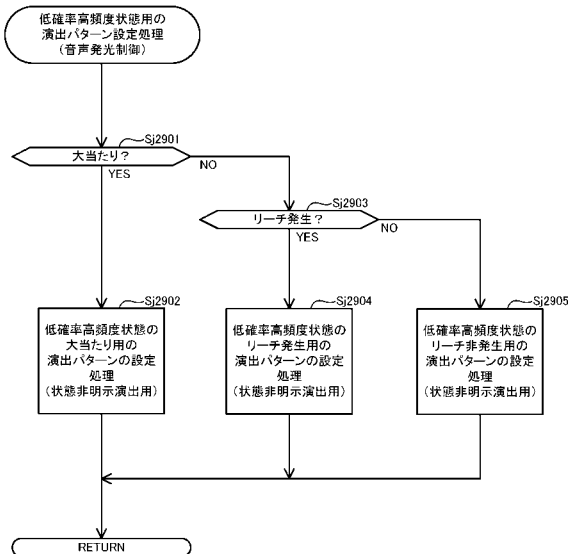 低確率高頻度状態用の
演出パターン設定処理
(音声発光制御)
Sj2901
大当たり?
YES
NO
Sj2903
リーチ発生?
YES
NO
Sj2902
低確率高頻度状態の
大当たり用の
演出パターンの設定
処理
(状態非明示演出用)
Sj2904
低確率高頻度状態の
リーチ発生用の
演出パターンの設定
処理
(状態非明示演出用)
Sj2905
低確率高頻度状態の
リーチ非発生用の
演出パターンの設定
処理
(状態非明示演出用)
RETURN